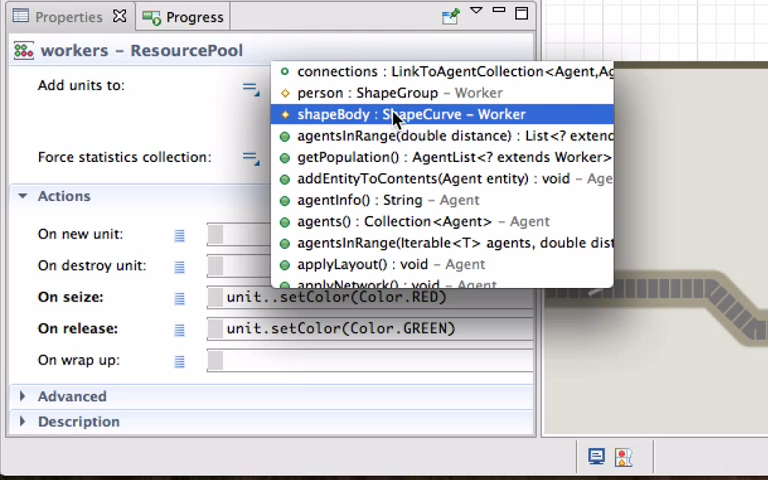 Properties
Progress
workers – ResourcePool
Add units to:
Force statistics collection:
connections : LinkToAgentCollection<Agent,Ag
person : ShapeGroup – Worker
shapeBody : ShapeCurve – Worker
agentsInRange(double distance) : List<? extend
getPopulation() : AgentList<? extends Worker>
addEntityToContents(Agent entity) : void – Age
agentInfo() : String – Agent
agents() : Collection<Agent> – Agent
agentsInRange(Iterable<T> agents, double dist
applyLayout() : void – Agent
applyNetwork() : void – Agent
Actions
On new unit:
On destroy unit:
On seize: unit..setColor(Color.RED)
On release: unit.setColor(Color.GREEN)
On wrap up:
Advanced
Description